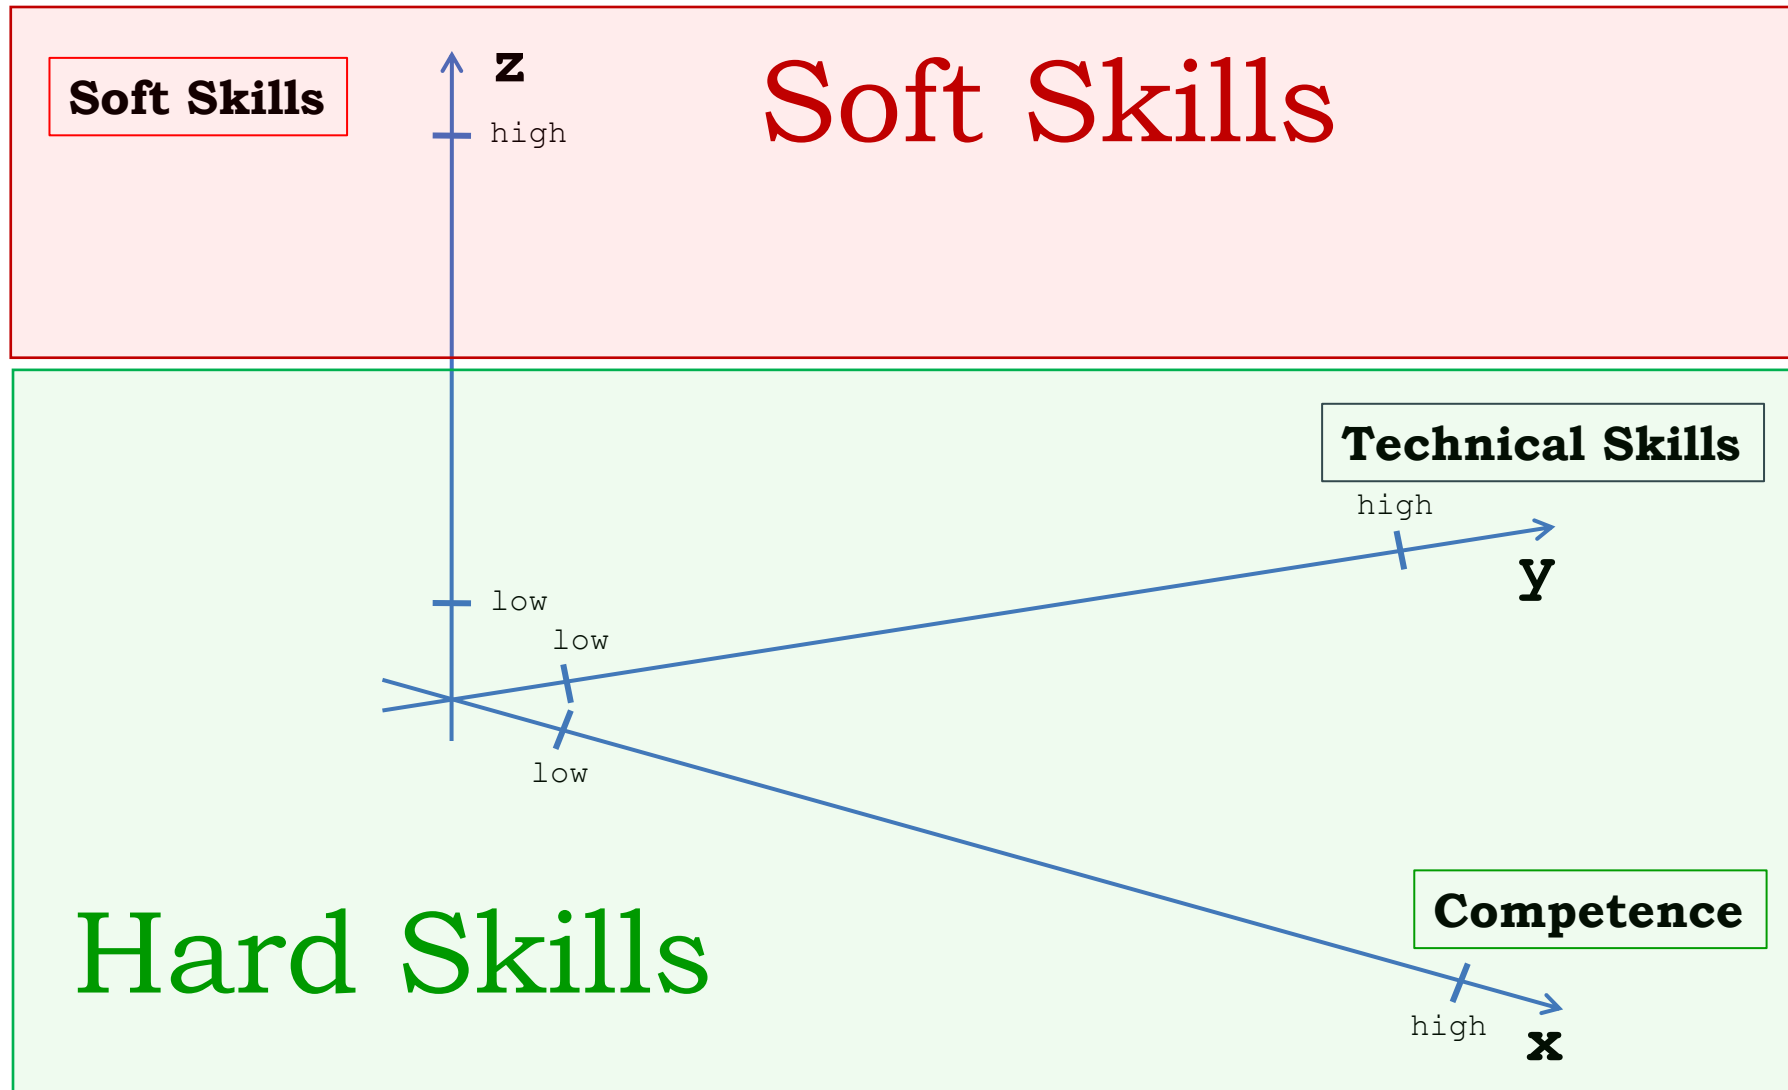 Soft Skills
z
Soft Skills
high
Technical Skills
high
y
low
low
low
Hard Skills
Competence
high
x